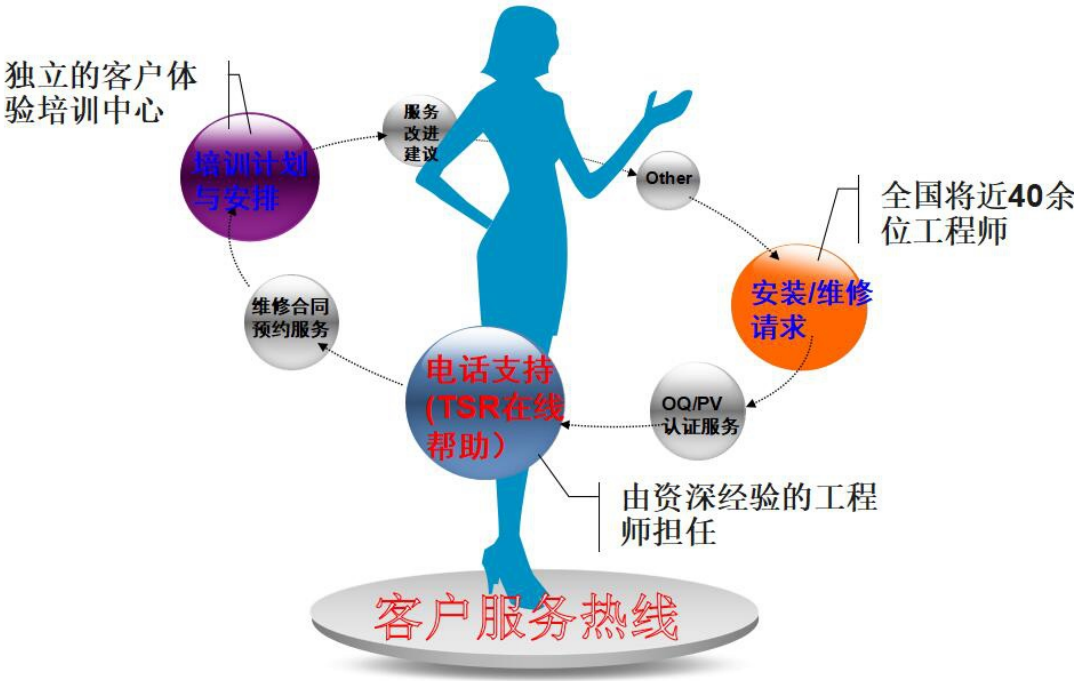 独立的客户体
验培训中心
培训计划
与安排
服务
改进
建议
Other
全国将近40余
位工程师
安装/维修
请求
维修合同
预约服务
电话支持
(TSR在线
帮助）
OQ/PV
认证服务
由资深经验的工程
师担任
客户服务热线